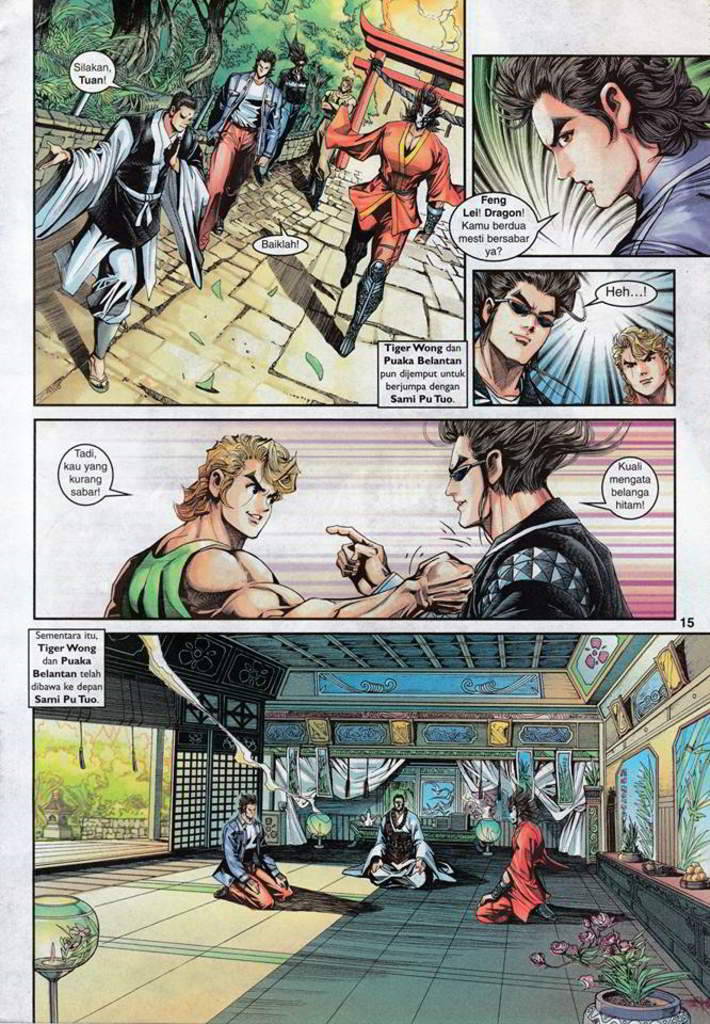 Silakan,
Tuan!
Baiklah!
Tiger Wong dan
Puaka Belantan
pun dijemput untuk
berjumpa dengan
Sami Pu Tuo.
Feng
Lei! Dragon!
Kamu berdua
mesti bersabar
ya?
Heh...!
Tadi,
kau yang
kurang
sabar!
Kuali
mengata
belanga
hitam!
15
Sementara itu,
Tiger Wong
dan Puaka
Belantan telah
dibawa ke depan
Sami Pu Tuo.